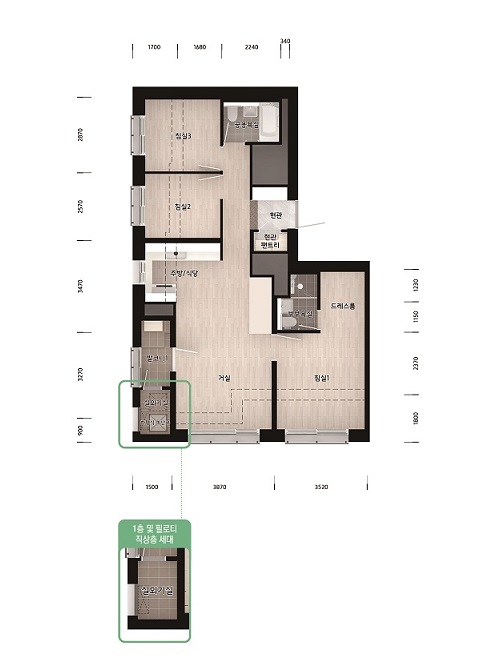 340
1700 1680 2240
2870
2570
3470
3270
900
침실3
공용욕실
침실2
현관
현관
팬트리
주방/식당
부부욕실
드레스룸
1230
1150
2370
1800
발코니1
거실
침실1
실외기실
1500 3870 3520
1층 및 필로티
직상층 세대
실외기실